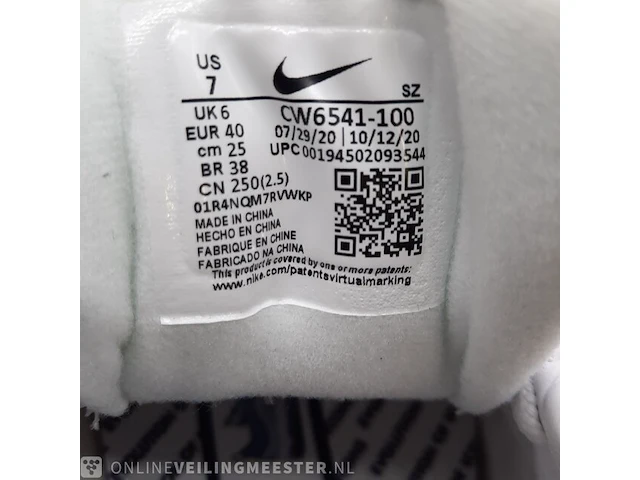 US
7
SZ
UK 6
CW6541-100
EUR 40
07/29/20 | 10/12/20
cm 25
UPC 00194502093544
BR 38
CN 250(2.5)
01R4NQM7RVWKP
MADE IN CHINA
HECHO EN CHINA
FABRIQUE EN CHINE
FABRICADO NA CHINA
This product is covered by one or more patents:
www.nike.com/patentsvirtualmarking
ONLINEVEILINGMEESTER.NL